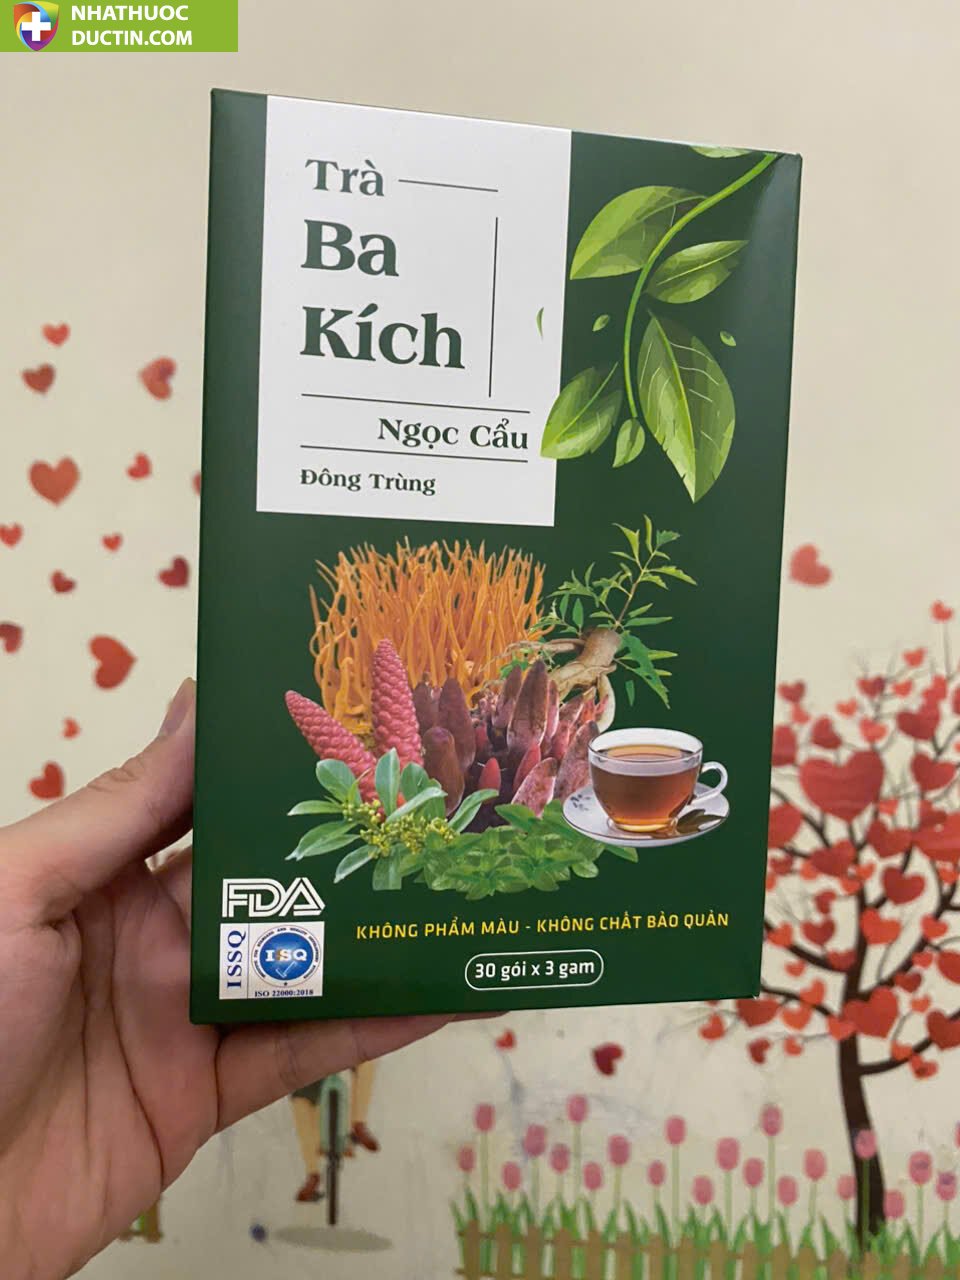 NHATHUOC
DUCTIN.COM
Trà
Ba
Kích
Ngọc Cẩu
Đông Trùng
FDA
ISSQ
ISSQ
ISO 22000:2018
KHÔNG PHẨM MÀU - KHÔNG CHẤT BẢO QUẢN
30 gói x 3 gam